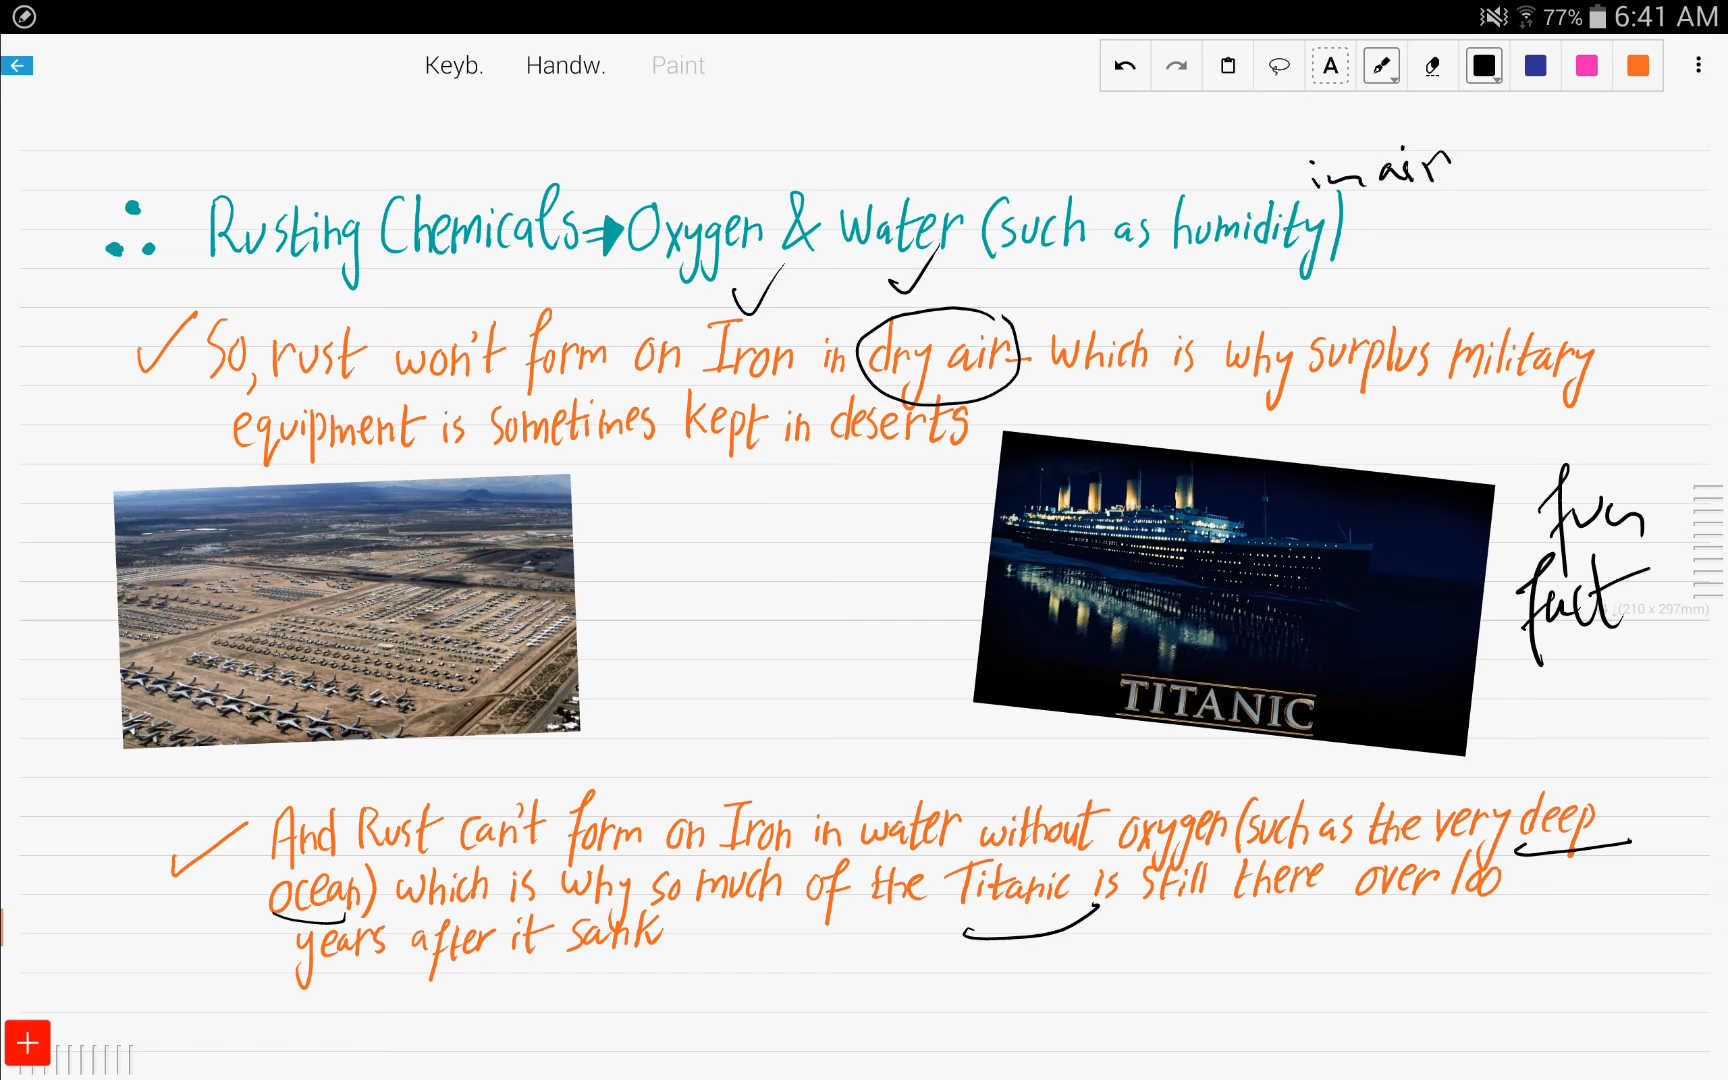 77% 6:41 AM
Keyb. Handw. Paint A
in air
∴ Rusting Chemicals ⇒ Oxygen & Water (such as humidity)
✓ So, rust won't form on Iron in dry air - which is why surplus military
equipment is sometimes kept in deserts
fun
fact
(210 x 297mm)
TITANIC
✓ And Rust can't form on Iron in water without oxygen (such as the very deep
ocean) which is why so much of the Titanic is still there over 100
years after it sank